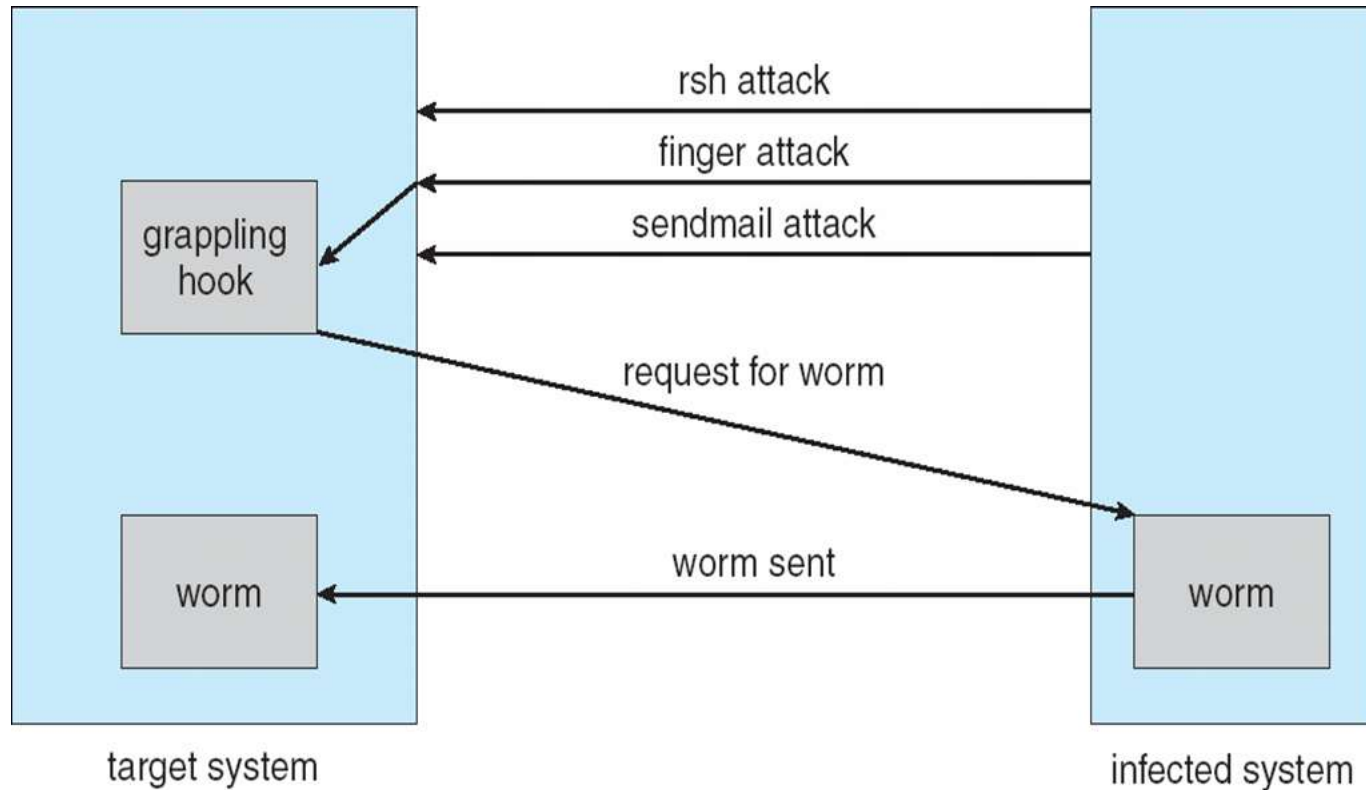 rsh attack
finger attack
sendmail attack
grappling
hook
request for worm
worm sent
worm
worm
target system
infected system